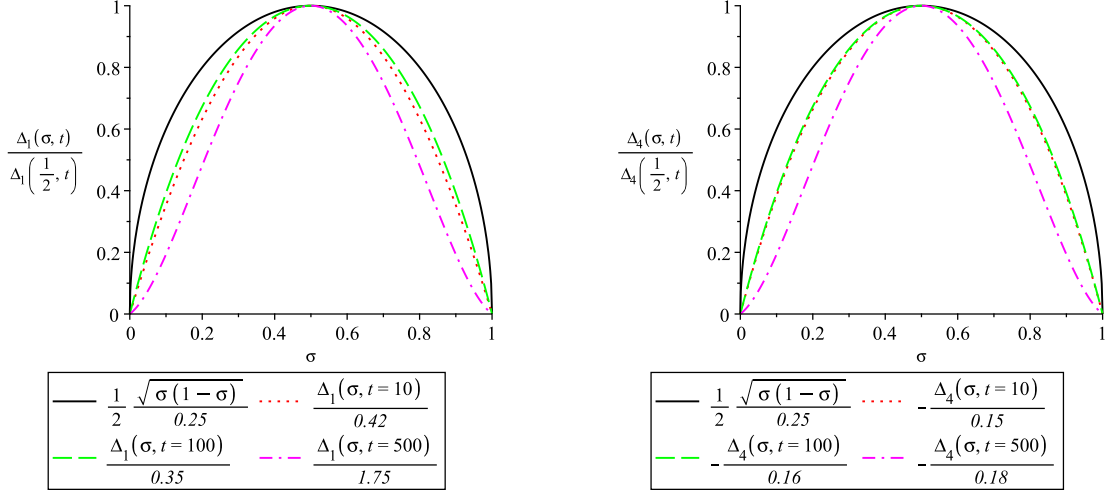 1
0.8
0.6
0.4
0.2
0
0 0.2 0.4 0.6 0.8 1
σ
Δ₁(σ, t)
Δ₁(1/2, t)
1/2 √σ (1 − σ) / 0.25
Δ₁(σ, t = 10) / 0.42
Δ₁(σ, t = 100) / 0.35
Δ₁(σ, t = 500) / 1.75
1
0.8
0.6
0.4
0.2
0
0 0.2 0.4 0.6 0.8 1
σ
Δ₄(σ, t)
Δ₄(1/2, t)
1/2 √σ (1 − σ) / 0.25
− Δ₄(σ, t = 10) / 0.15
− Δ₄(σ, t = 100) / 0.16
− Δ₄(σ, t = 500) / 0.18